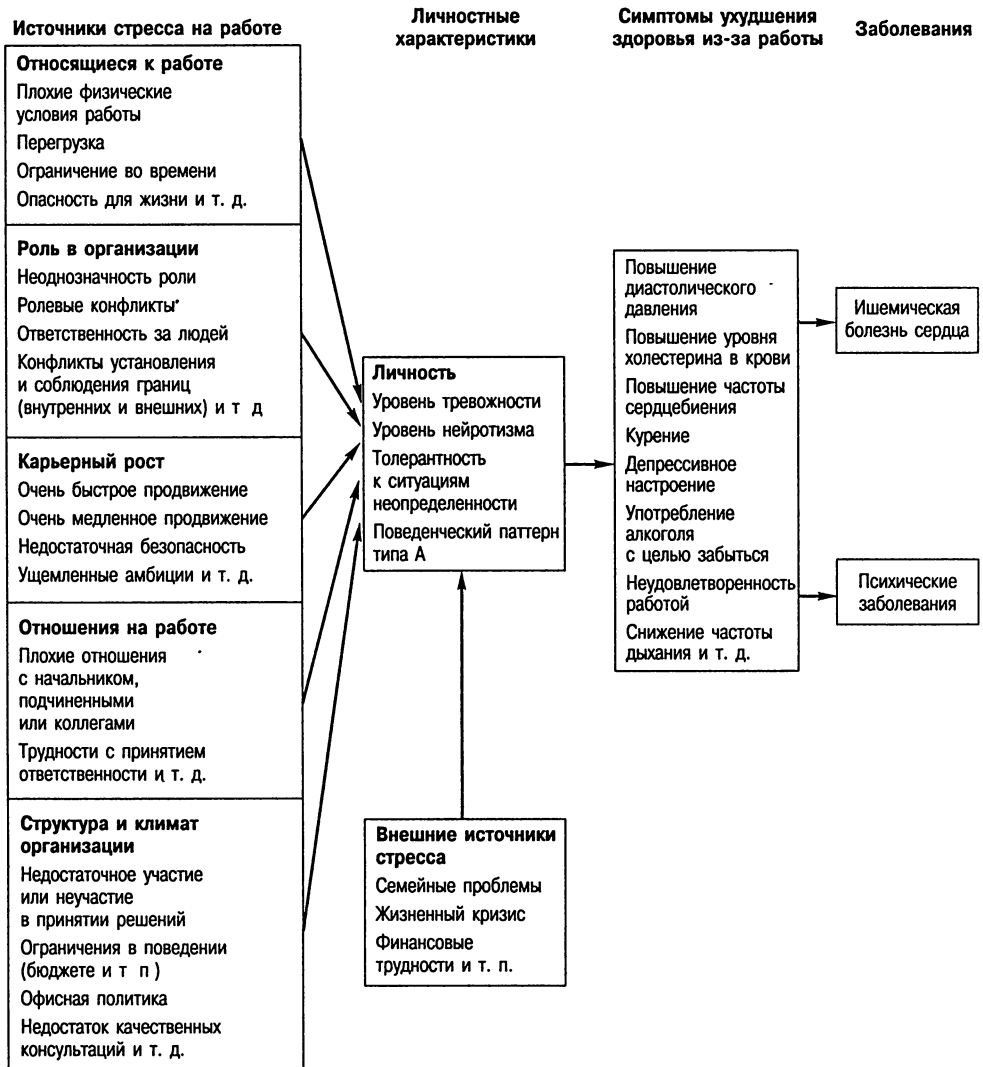 Источники стресса на работе
Относящиеся к работе
Плохие физические
условия работы
Перегрузка
Ограничение во времени
Опасность для жизни и т. д.
Роль в организации
Неоднозначность роли
Ролевые конфликты
Ответственность за людей
Конфликты установления
и соблюдения границ
(внутренних и внешних) и т д
Карьерный рост
Очень быстрое продвижение
Очень медленное продвижение
Недостаточная безопасность
Ущемленные амбиции и т. д.
Отношения на работе
Плохие отношения
с начальником,
подчиненными
или коллегами
Трудности с принятием
ответственности и т. д.
Структура и климат
организации
Недостаточное участие
или неучастие
в принятии решений
Ограничения в поведении
(бюджете и т п )
Офисная политика
Недостаток качественных
консультаций и т. д.
Личностные
характеристики
Личность
Уровень тревожности
Уровень нейротизма
Толерантность
к ситуациям
неопределенности
Поведенческий паттерн
типа А
Внешние источники
стресса
Семейные проблемы
Жизненный кризис
Финансовые
трудности и т. п.
Симптомы ухудшения
здоровья из-за работы
Повышение
диастолического
давления
Повышение уровня
холестерина в крови
Повышение частоты
сердцебиения
Курение
Депрессивное
настроение
Употребление
алкоголя
с целью забыться
Неудовлетворенность
работой
Снижение частоты
дыхания и т. д.
Заболевания
Ишемическая
болезнь сердца
Психические
заболевания